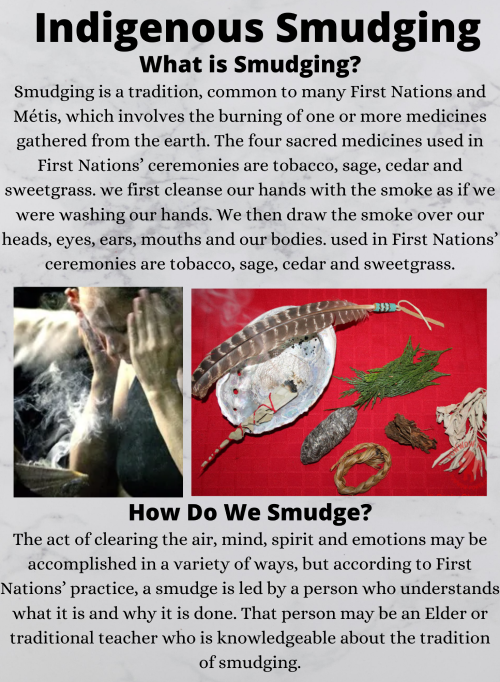 Indigenous Smudging
What is Smudging?
Smudging is a tradition, common to many First Nations and
Métis, which involves the burning of one or more medicines
gathered from the earth. The four sacred medicines used in
First Nations’ ceremonies are tobacco, sage, cedar and
sweetgrass. we first cleanse our hands with the smoke as if we
were washing our hands. We then draw the smoke over our
heads, eyes, ears, mouths and our bodies. used in First Nations’
ceremonies are tobacco, sage, cedar and sweetgrass.
How Do We Smudge?
The act of clearing the air, mind, spirit and emotions may be
accomplished in a variety of ways, but according to First
Nations’ practice, a smudge is led by a person who understands
what it is and why it is done. That person may be an Elder or
traditional teacher who is knowledgeable about the tradition
of smudging.